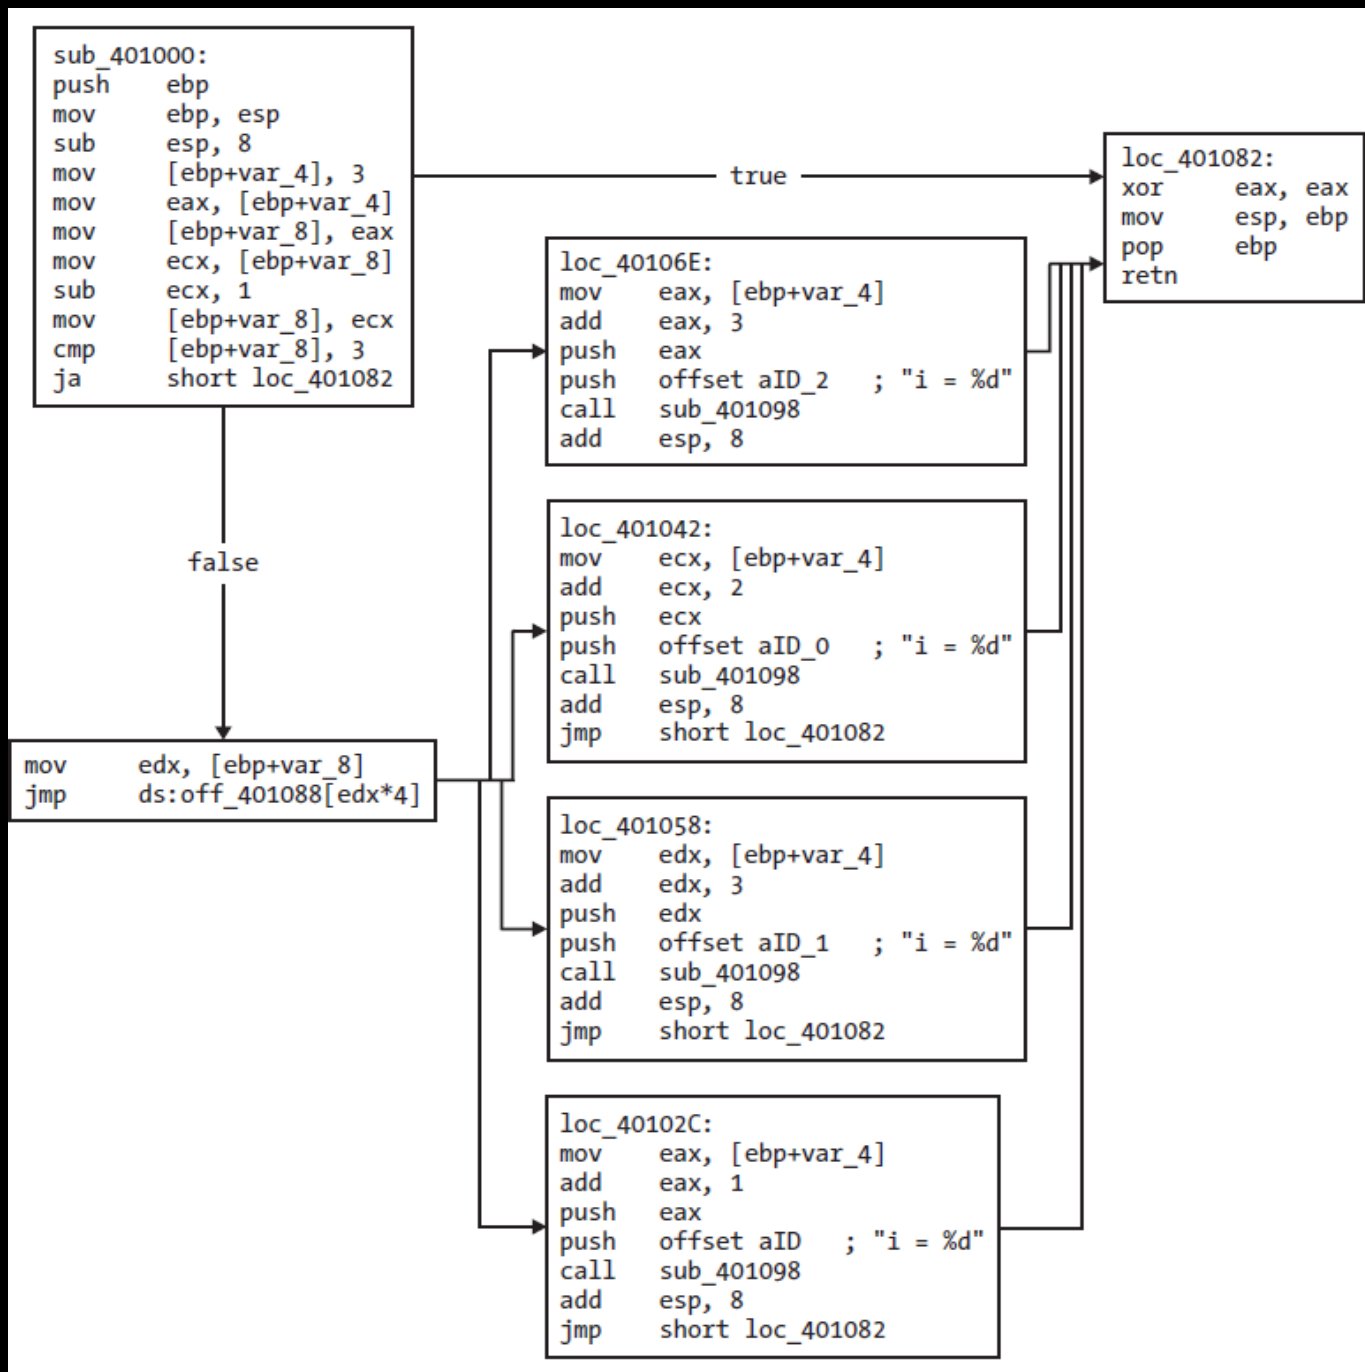 sub_401000:
push ebp
mov ebp, esp
sub esp, 8
mov [ebp+var_4], 3
mov eax, [ebp+var_4]
mov [ebp+var_8], eax
mov ecx, [ebp+var_8]
sub ecx, 1
mov [ebp+var_8], ecx
cmp [ebp+var_8], 3
ja short loc_401082
true
loc_401082:
xor eax, eax
mov esp, ebp
pop ebp
retn
false
mov edx, [ebp+var_8]
jmp ds:off_401088[edx*4]
loc_40106E:
mov eax, [ebp+var_4]
add eax, 3
push eax
push offset aID_2 ; "i = %d"
call sub_401098
add esp, 8
loc_401042:
mov ecx, [ebp+var_4]
add ecx, 2
push ecx
push offset aID_0 ; "i = %d"
call sub_401098
add esp, 8
jmp short loc_401082
loc_401058:
mov edx, [ebp+var_4]
add edx, 3
push edx
push offset aID_1 ; "i = %d"
call sub_401098
add esp, 8
jmp short loc_401082
loc_40102C:
mov eax, [ebp+var_4]
add eax, 1
push eax
push offset aID ; "i = %d"
call sub_401098
add esp, 8
jmp short loc_401082